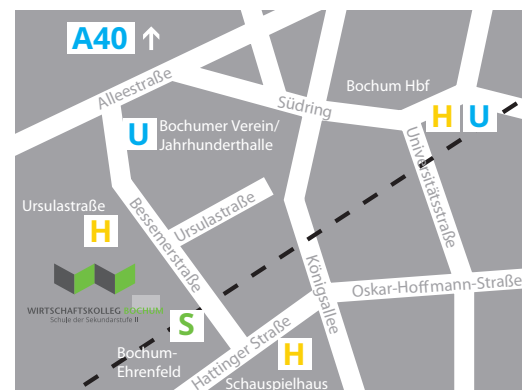 A40
Alleestraße
Südring
Bochum Hbf
H U
U Bochumer Verein/
Jahrhunderthalle
Universitätsstraße
Ursulastraße
H
Bessemerstraße
Ursulastraße
Königsallee
Oskar-Hoffmann-Straße
WIRTSCHAFTSKOLLEG BOCHUM
Schule der Sekundarstufe II
S
Bochum-
Ehrenfeld
Hattinger Straße
H
Schauspielhaus